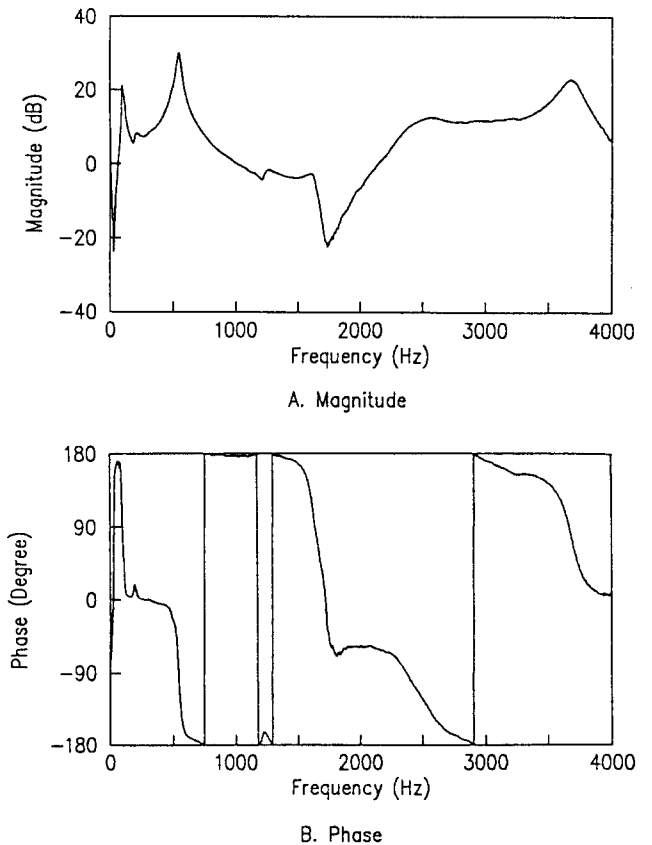 40
20
0
−20
−40
Magnitude (dB)
0 1000 2000 3000 4000
Frequency (Hz)
A. Magnitude
180
90
0
−90
−180
Phase (Degree)
0 1000 2000 3000 4000
Frequency (Hz)
B. Phase